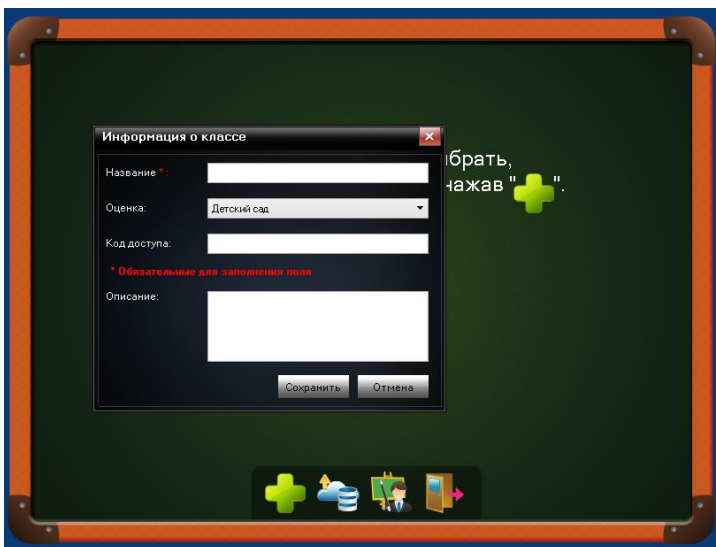 Информация о классе
Название * :
Оценка:
Детский сад
Код доступа:
* Обязательные для заполнения поля
Описание:
Сохранить
Отмена
брать,
нажав " ".